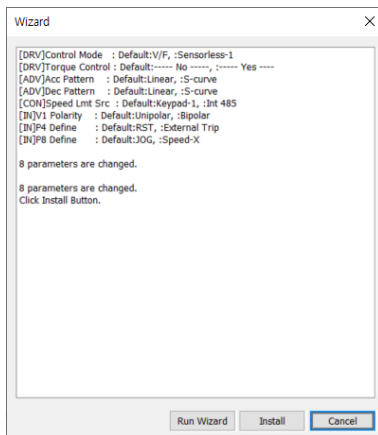 Wizard
[DRV]Control Mode : Default:V/F, :Sensorless-1
[DRV]Torque Control : Default:----- No -----, :----- Yes ----
[ADV]Acc Pattern : Default:Linear, :S-curve
[ADV]Dec Pattern : Default:Linear, :S-curve
[CON]Speed Lmt Src : Default:Keypad-1, :Int 485
[IN]V1 Polarity : Default:Unipolar, :Bipolar
[IN]P4 Define : Default:RST, :External Trip
[IN]P8 Define : Default:JOG, :Speed-X
8 parameters are changed.
8 parameters are changed.
Click Install Button.
Run Wizard Install Cancel